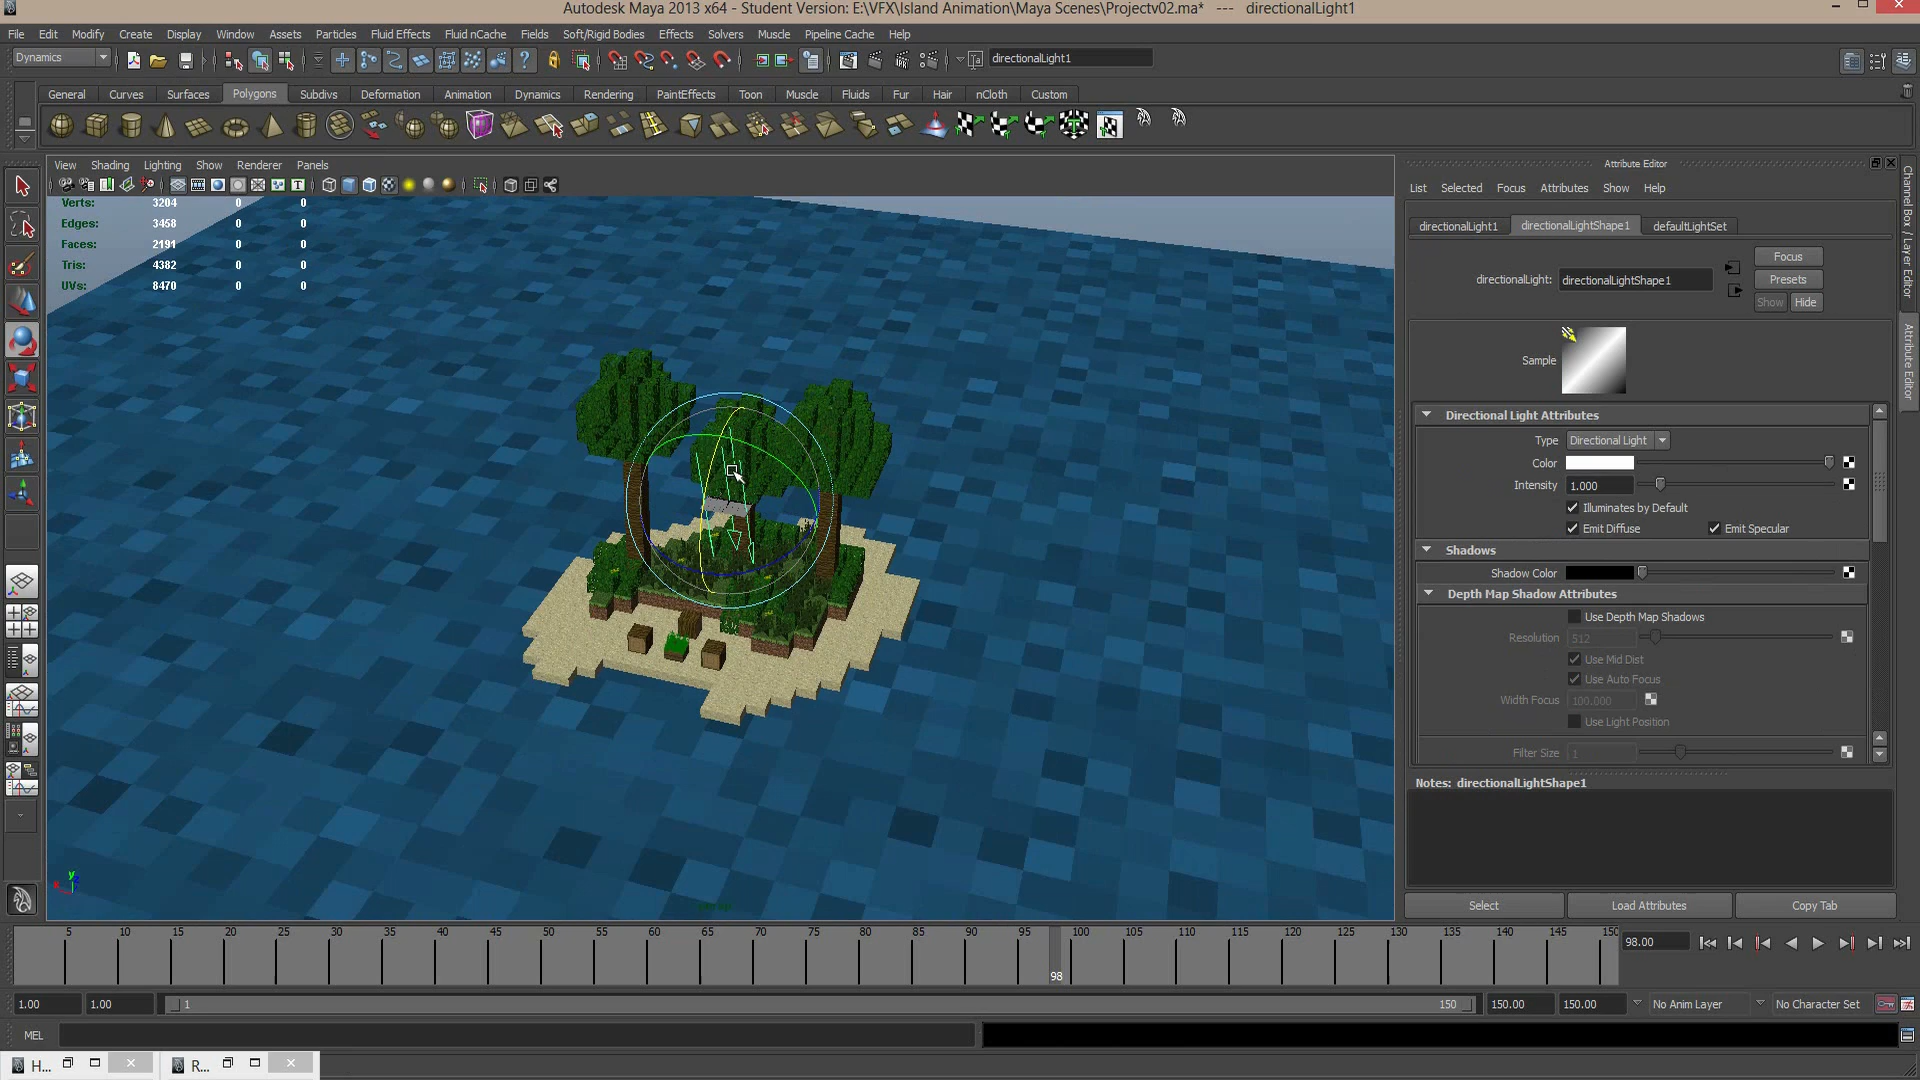 Autodesk Maya 2013 x64 - Student Version: E:\VFX\Island Animation\Maya Scenes\Projectv02.ma* --- directionalLight1
File Edit Modify Create Display Window Assets Particles Fluid Effects Fluid nCache Fields Soft/Rigid Bodies Effects Solvers Muscle Pipeline Cache Help
Dynamics directionalLight1
General Curves Surfaces Polygons Subdivs Deformation Animation Dynamics Rendering PaintEffects Toon Muscle Fluids Fur Hair nCloth Custom
View Shading Lighting Show Renderer Panels
Verts: 3204 0 0
Edges: 3458 0 0
Faces: 2191 0 0
Tris: 4382 0 0
UVs: 8470 0 0
y
x
persp
Attribute Editor
List Selected Focus Attributes Show Help
directionalLight1 directionalLightShape1 defaultLightSet
Focus
directionalLight: directionalLightShape1
Presets
Show Hide
Sample
Directional Light Attributes
Type Directional Light
Color
Intensity 1.000
Illuminates by Default
Emit Diffuse Emit Specular
Shadows
Shadow Color
Depth Map Shadow Attributes
Use Depth Map Shadows
Resolution 512
Use Mid Dist
Use Auto Focus
Width Focus 100.000
Use Light Position
Filter Size 1
Notes: directionalLightShape1
Select Load Attributes Copy Tab
Channel Box / Layer Editor
Attribute Editor
5 10 15 20 25 30 35 40 45 50 55 60 65 70 75 80 85 90 95 100 105 110 115 120 125 130 135 140 145 150
98
98.00
1.00 1.00 1 150 150.00 150.00 No Anim Layer No Character Set
MEL
H... R...